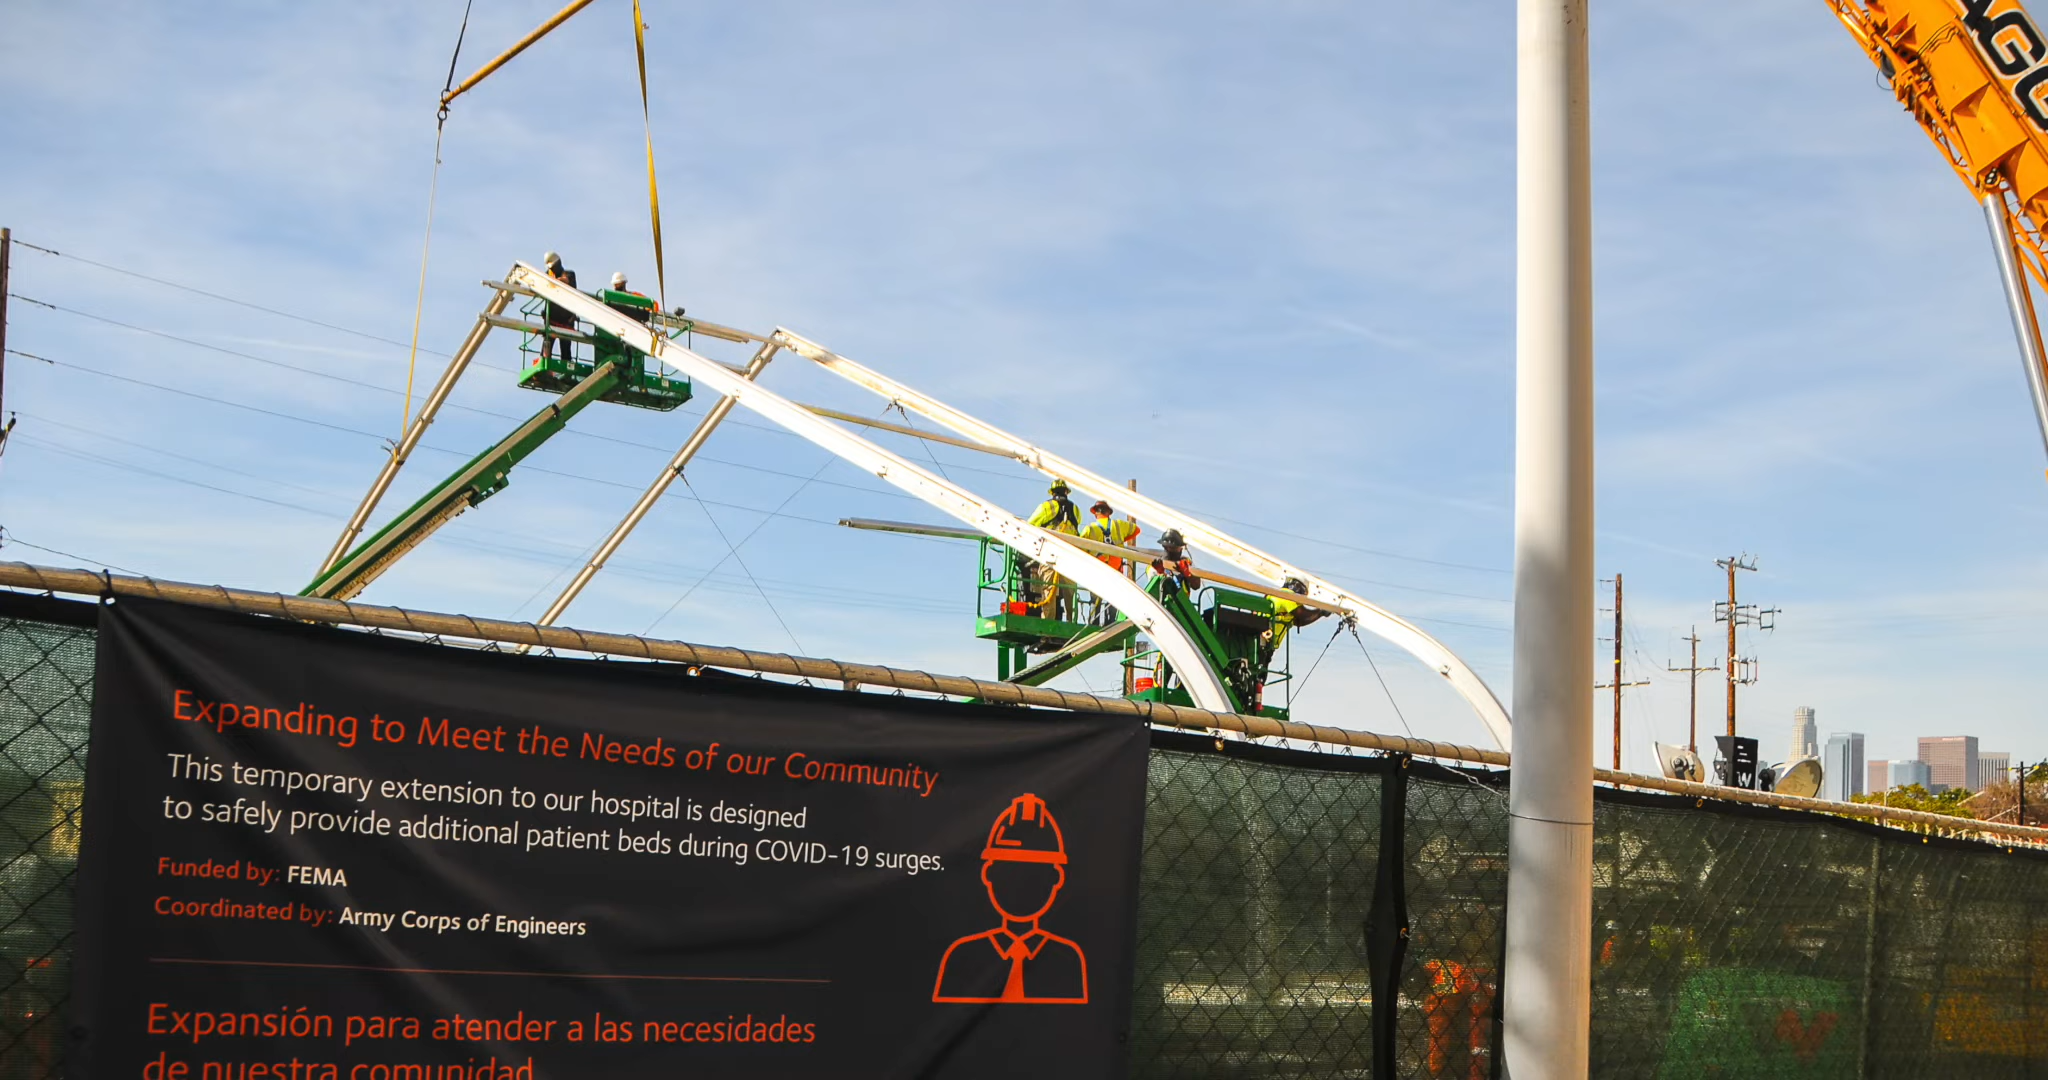 AGO
Expanding to Meet the Needs of our Community
This temporary extension to our hospital is designed
to safely provide additional patient beds during COVID-19 surges.
Funded by: FEMA
Coordinated by: Army Corps of Engineers
Expansión para atender a las necesidades
de nuestra comunidad